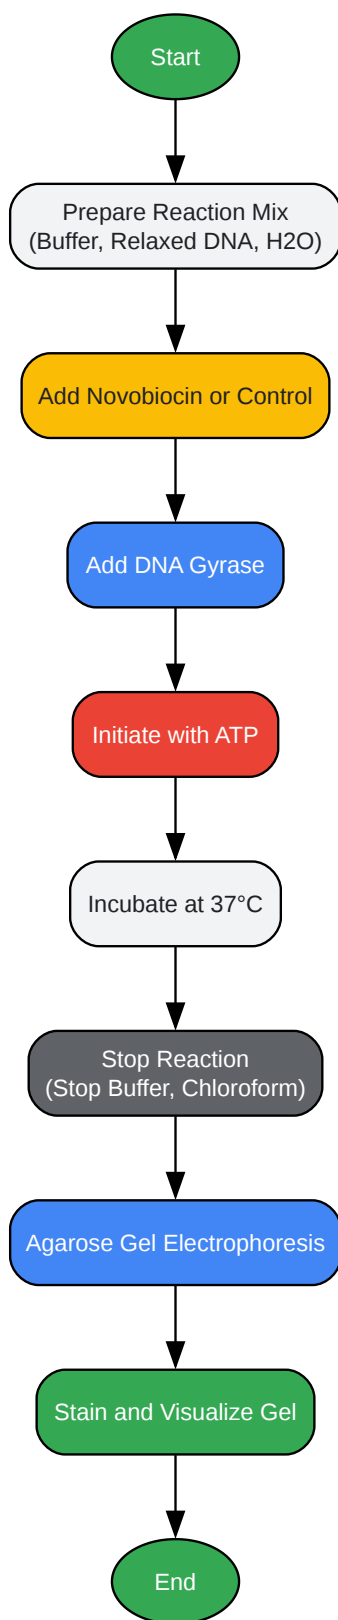 Start
Prepare Reaction Mix
(Buffer, Relaxed DNA, H2O)
Add Novobiocin or Control
Add DNA Gyrase
Initiate with ATP
Incubate at 37°C
Stop Reaction
(Stop Buffer, Chloroform)
Agarose Gel Electrophoresis
Stain and Visualize Gel
End